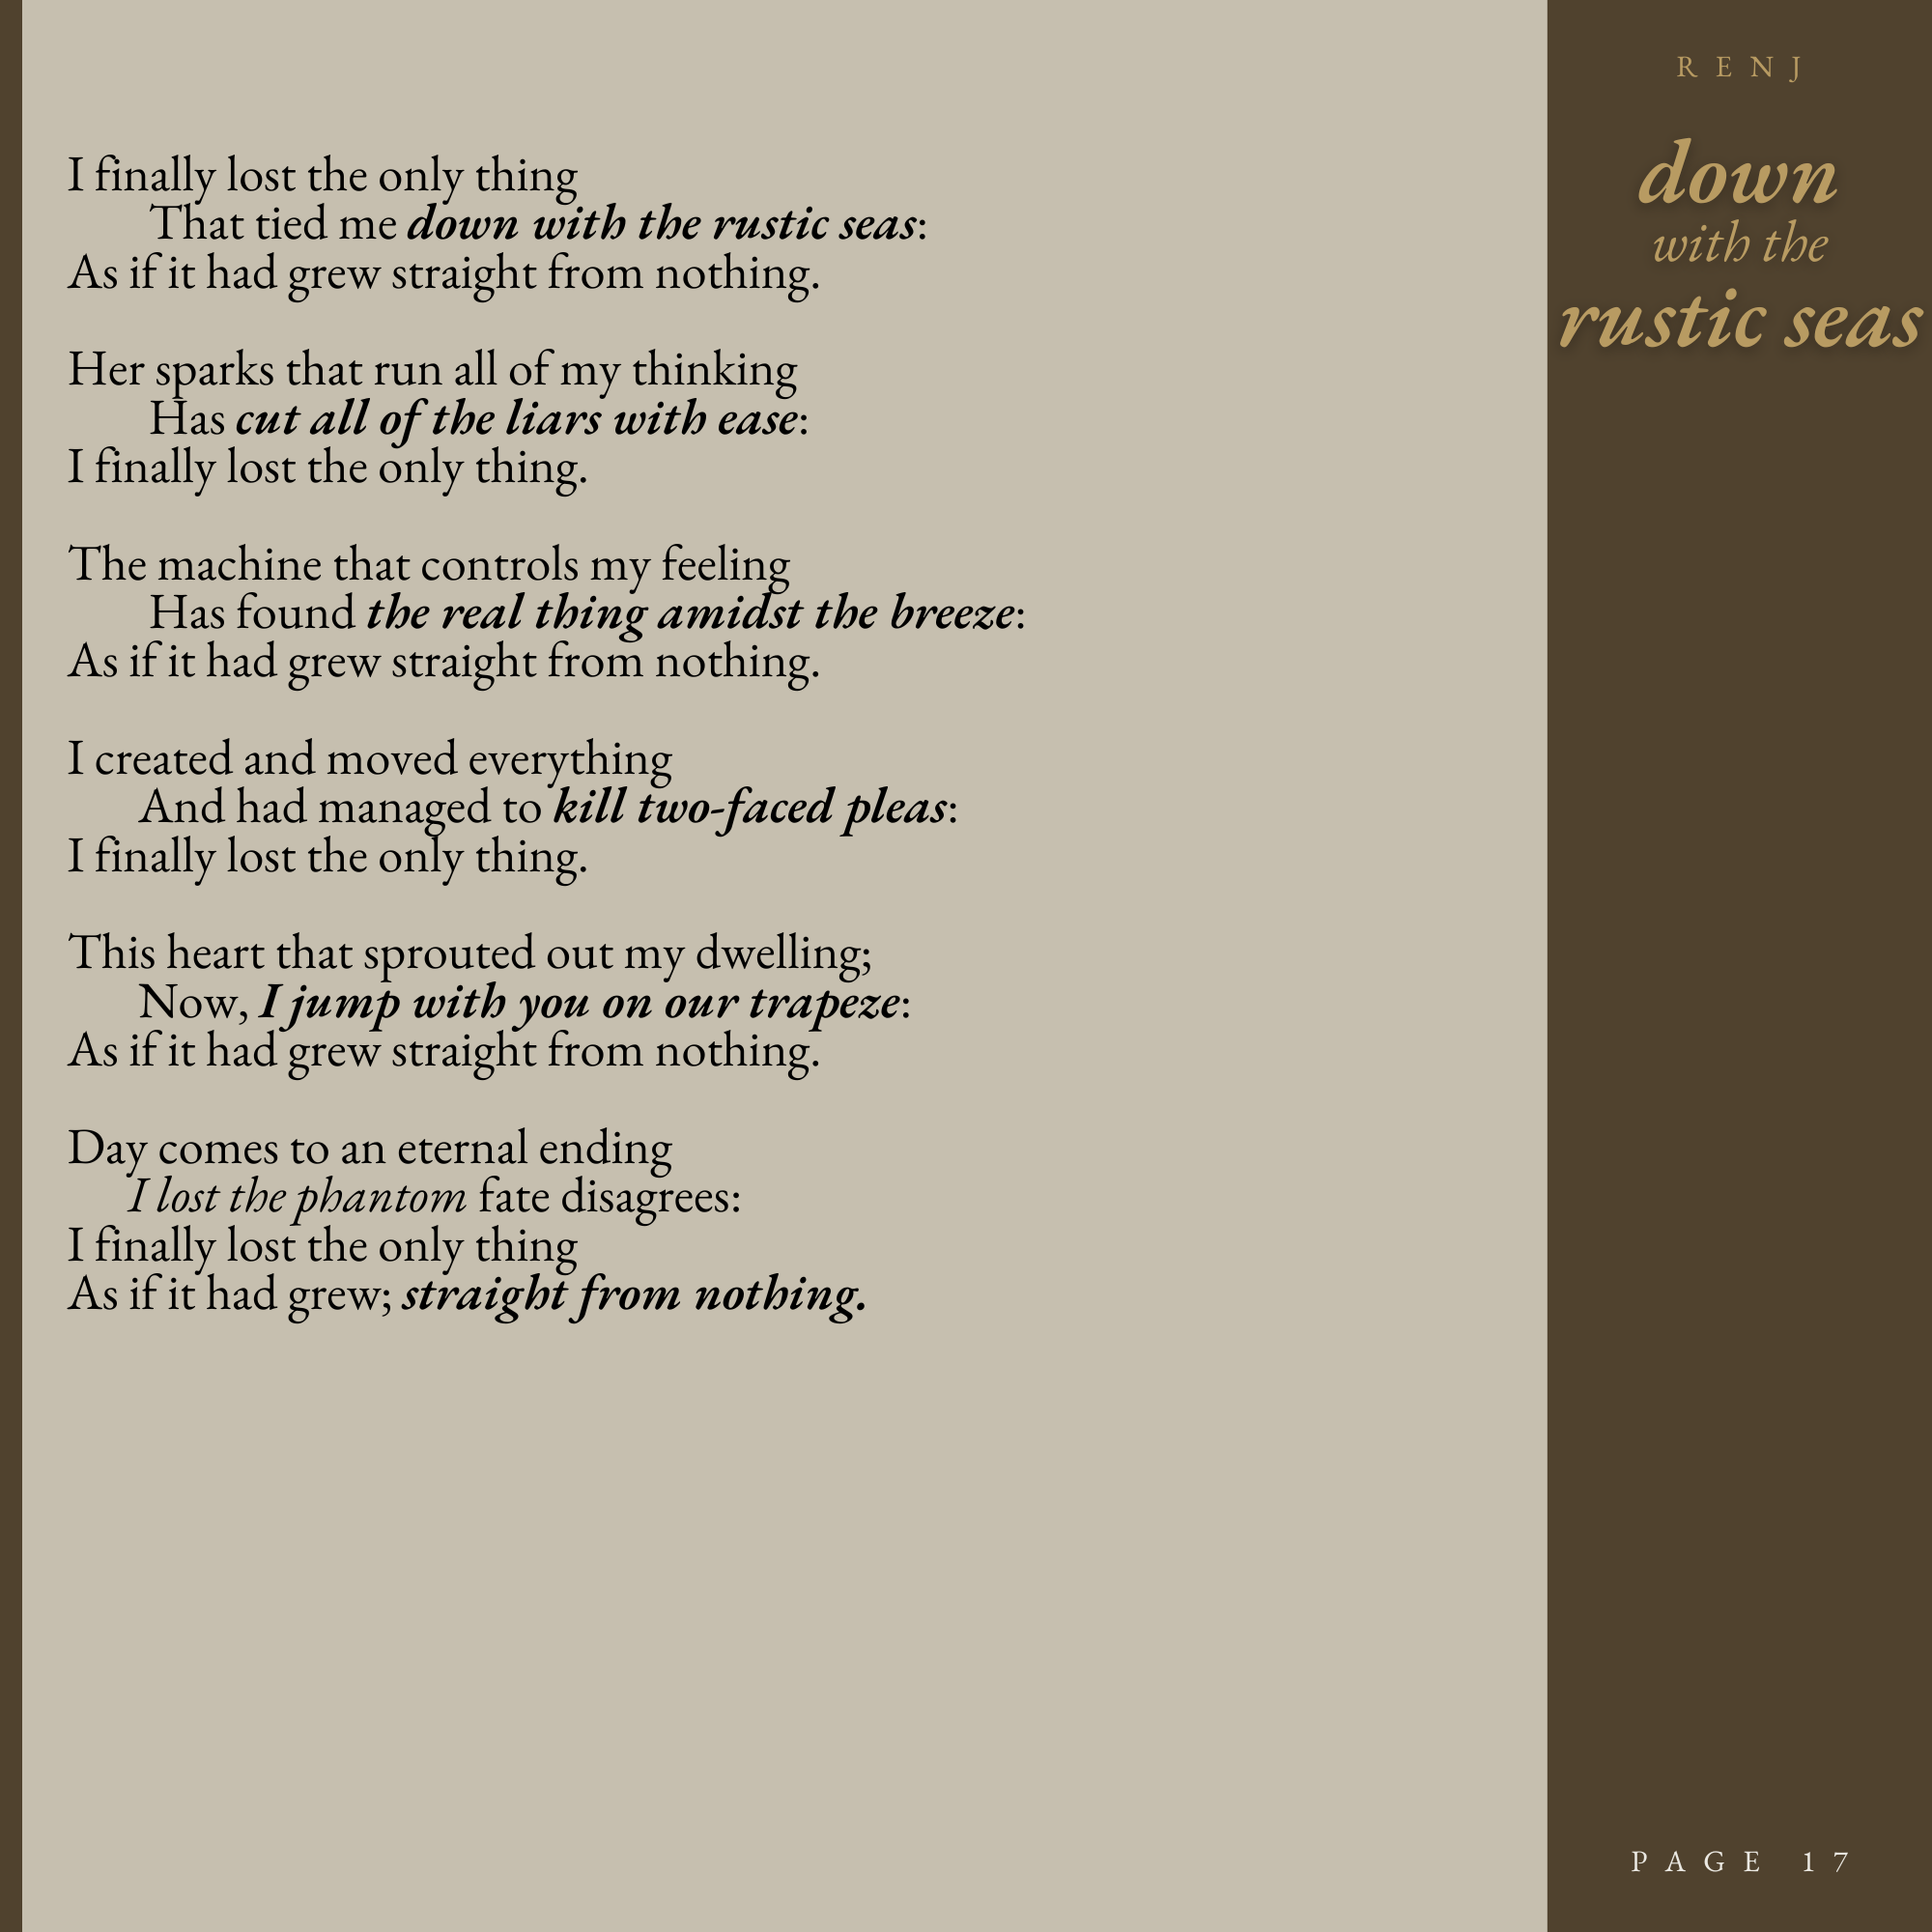 I finally lost the only thing
That tied me down with the rustic seas:
As if it had grew straight from nothing.
Her sparks that run all of my thinking
Has cut all of the liars with ease:
I finally lost the only thing.
The machine that controls my feeling
Has found the real thing amidst the breeze:
As if it had grew straight from nothing.
I created and moved everything
And had managed to kill two-faced pleas:
I finally lost the only thing.
This heart that sprouted out my dwelling;
Now, I jump with you on our trapeze:
As if it had grew straight from nothing.
Day comes to an eternal ending
I lost the phantom fate disagrees:
I finally lost the only thing
As if it had grew; straight from nothing.
RENJ
down
with the
rustic seas
PAGE 17